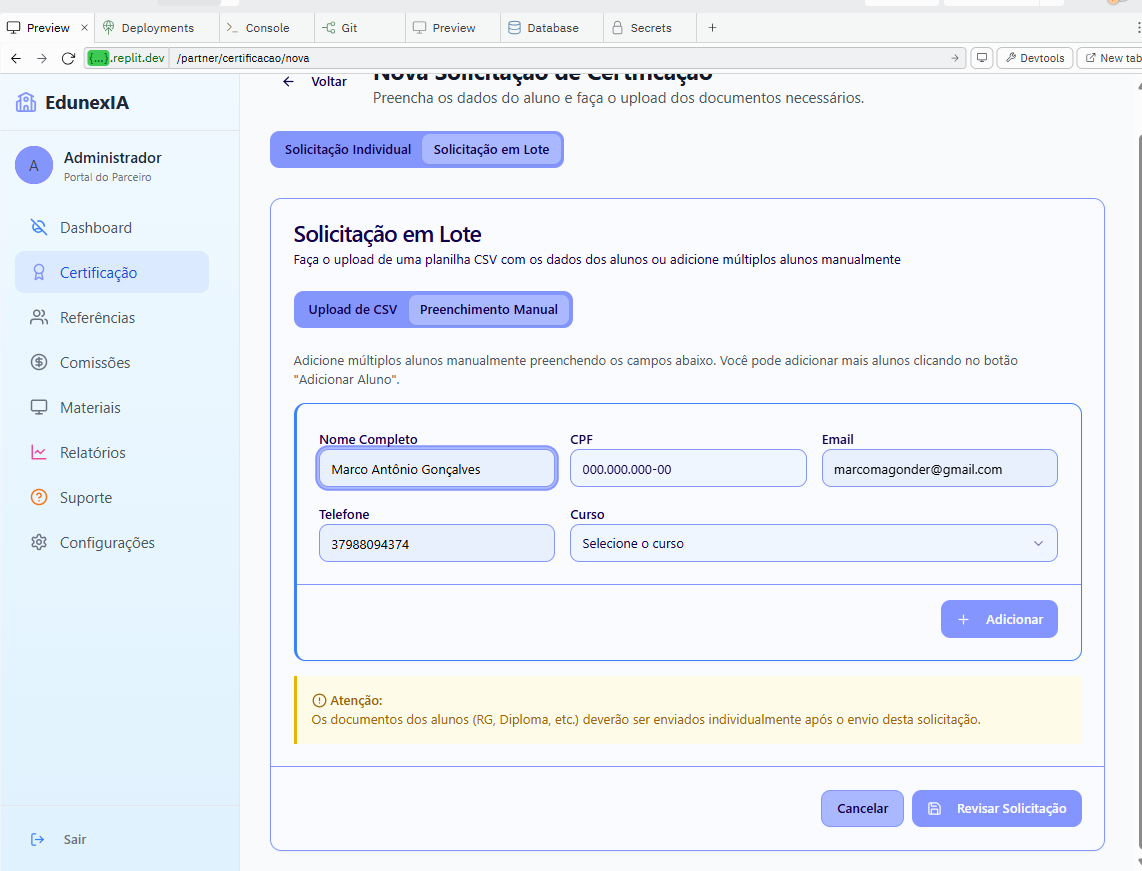 Preview × Deployments Console Git Preview Database Secrets +
{...}.replit.dev /partner/certificacao/nova Devtools New tab
EdunexIA
A
Administrador
Portal do Parceiro
Dashboard
Certificação
Referências
Comissões
Materiais
Relatórios
Suporte
Configurações
Sair
Voltar
Nova Solicitação de Certificação
Preencha os dados do aluno e faça o upload dos documentos necessários.
Solicitação Individual Solicitação em Lote
Solicitação em Lote
Faça o upload de uma planilha CSV com os dados dos alunos ou adicione múltiplos alunos manualmente
Upload de CSV Preenchimento Manual
Adicione múltiplos alunos manualmente preenchendo os campos abaixo. Você pode adicionar mais alunos clicando no botão
"Adicionar Aluno".
Nome Completo CPF Email
Marco Antônio Gonçalves 000.000.000-00 marcomagonder@gmail.com
Telefone Curso
37988094374 Selecione o curso
+ Adicionar
Atenção:
Os documentos dos alunos (RG, Diploma, etc.) deverão ser enviados individualmente após o envio desta solicitação.
Cancelar Revisar Solicitação